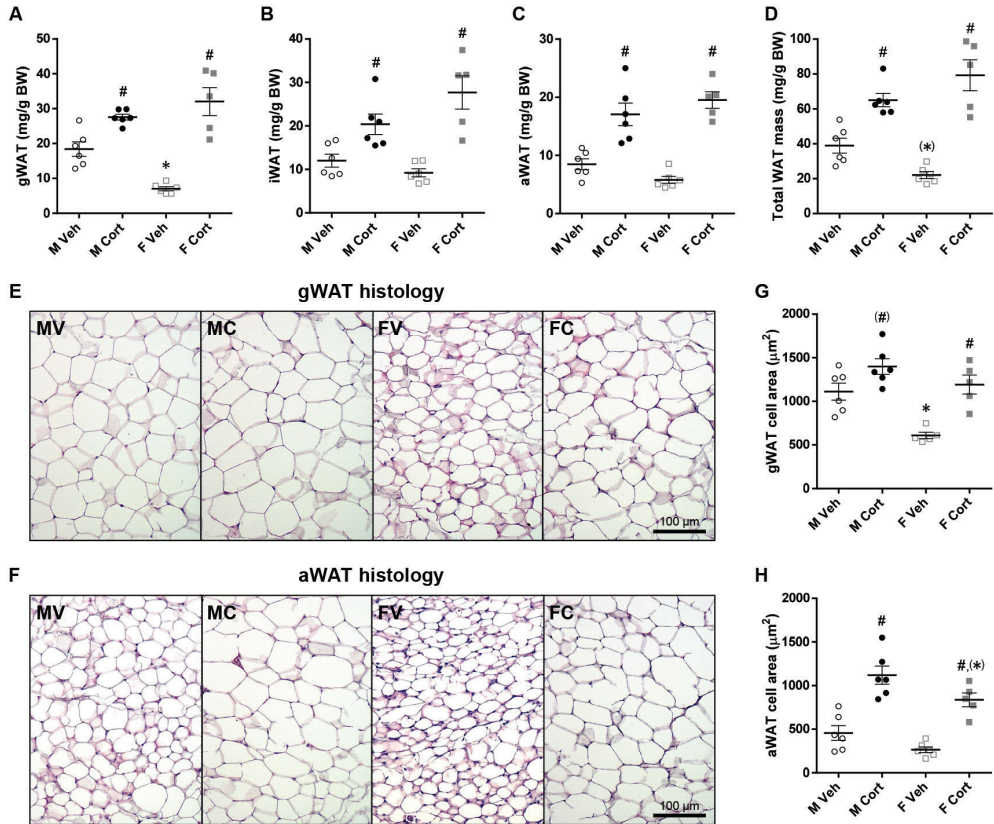 A
gWAT (mg/g BW)
50
40
30
20
10
0
#
*
#
M Veh
M Cort
F Veh
F Cort
B
iWAT (mg/g BW)
40
30
20
10
0
#
#
M Veh
M Cort
F Veh
F Cort
C
aWAT (mg/g BW)
30
20
10
0
#
#
M Veh
M Cort
F Veh
F Cort
D
Total WAT mass (mg/g BW)
100
80
60
40
20
0
#
(*)
#
M Veh
M Cort
F Veh
F Cort
E
gWAT histology
MV
MC
FV
FC
100 µm
G
gWAT cell area (µm²)
2000
1500
1000
500
0
(#)
*
#
M Veh
M Cort
F Veh
F Cort
F
aWAT histology
MV
MC
FV
FC
100 µm
H
aWAT cell area (µm²)
2000
1500
1000
500
0
#
#,(*)
M Veh
M Cort
F Veh
F Cort